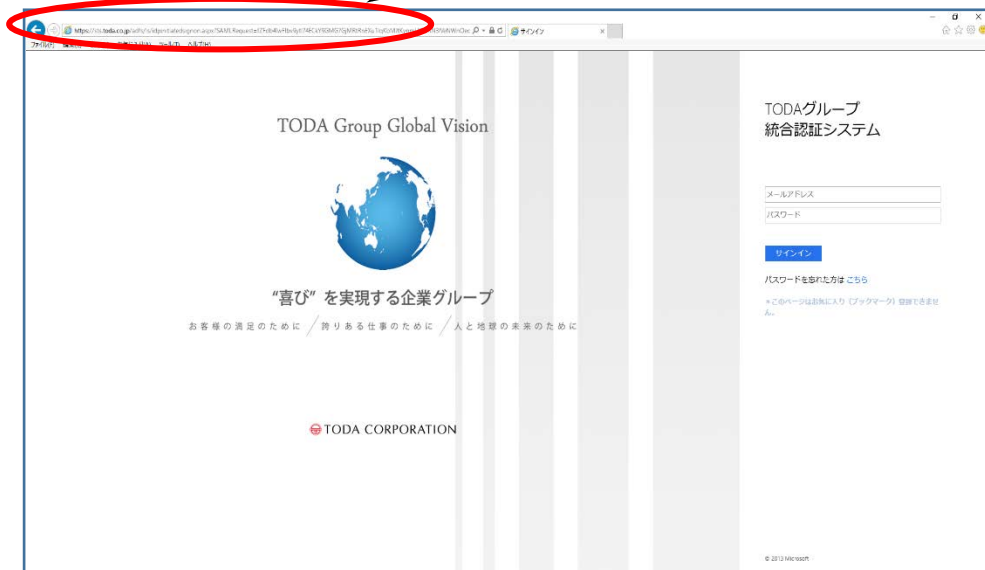 サインイン
TODA Group Global Vision
“喜び” を実現する企業グループ
お客様の満足のために／誇りある仕事のために／人と地球の未来のために
TODA CORPORATION
TODAグループ
統合認証システム
メールアドレス
パスワード
サインイン
パスワードを忘れた方は こちら
※このページはお気に入り（ブックマーク）登録できませ
ん。
© 2013 Microsoft